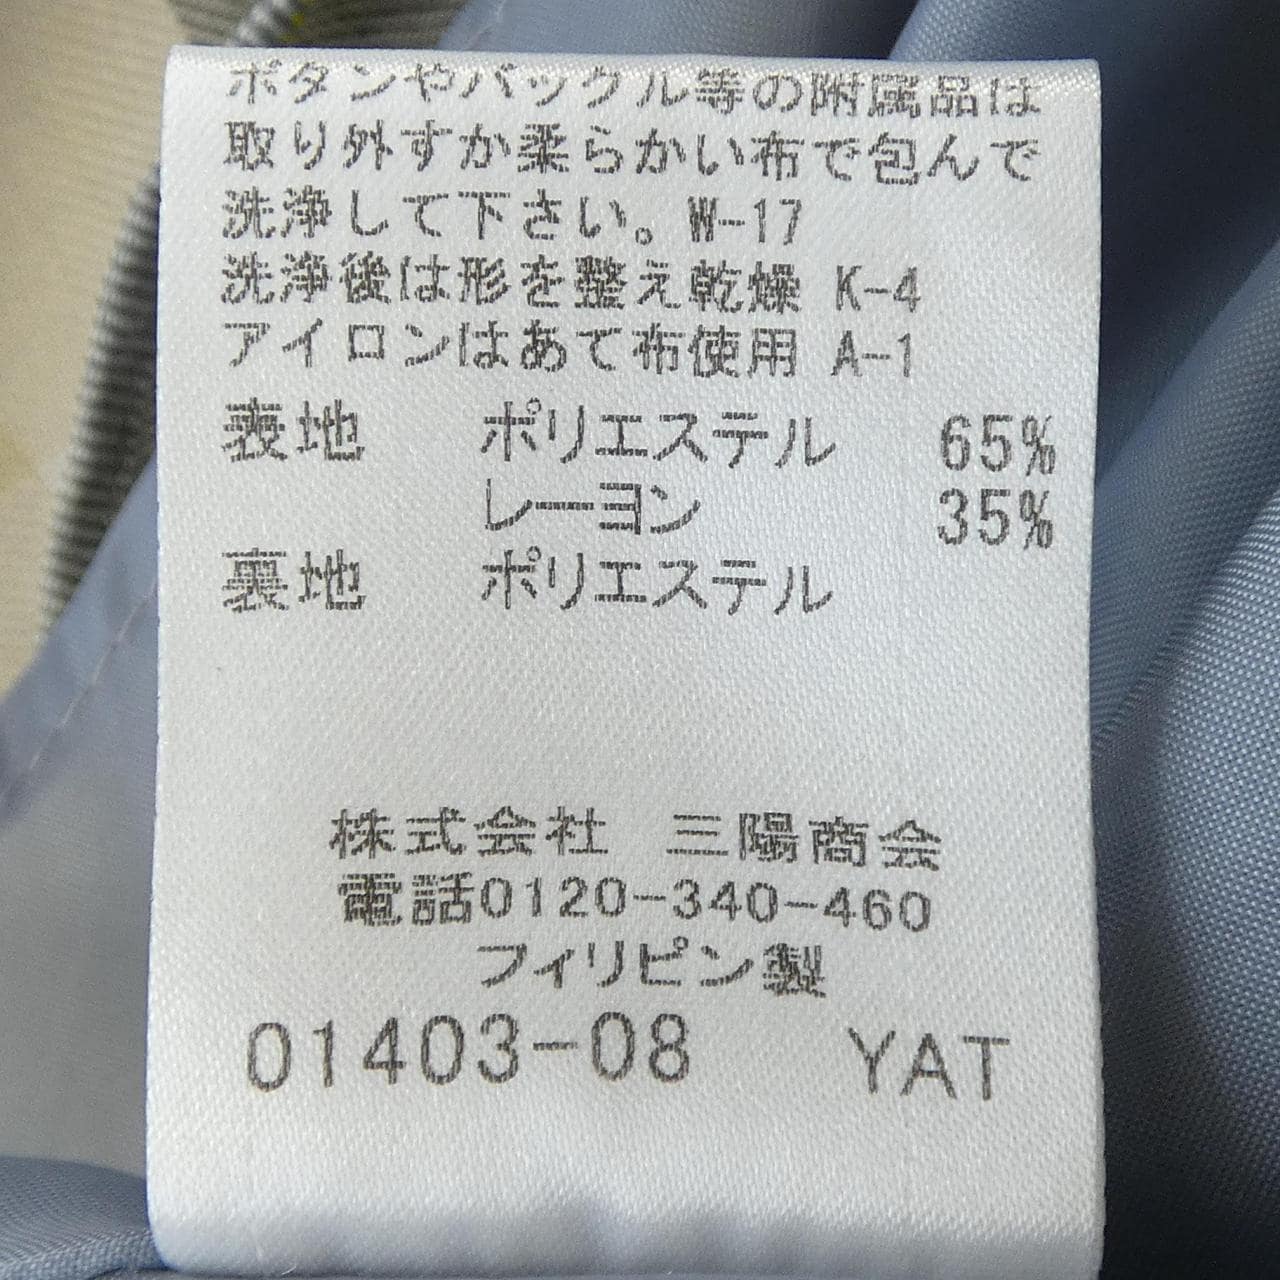 ボタンやバックル等の附属品は
取り外すか柔らかい布で包んで
洗浄して下さい。W-17
洗浄後は形を整え乾燥 K-4
アイロンはあて布使用 A-1
表地 ポリエステル 65%
レーヨン 35%
裏地 ポリエステル
株式会社 三陽商会
電話0120-340-460
フィリピン製
01403-08 YAT